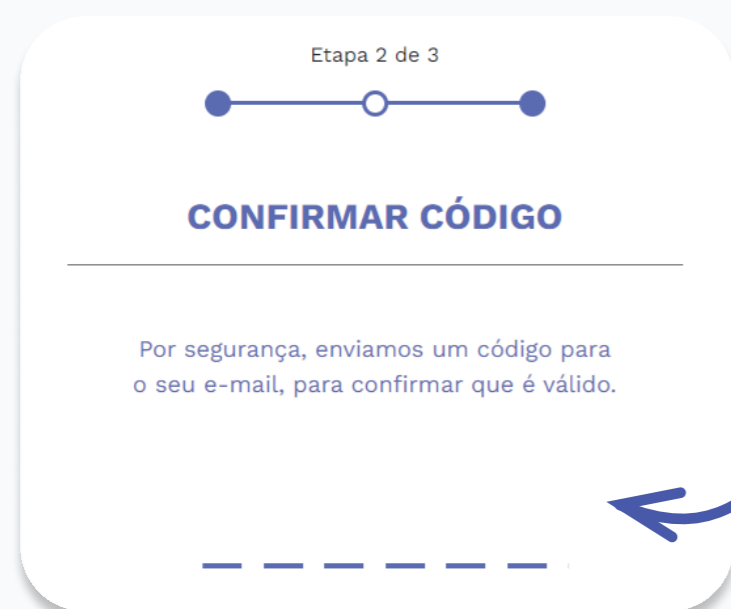 Etapa 2 de 3
CONFIRMAR CÓDIGO
Por segurança, enviamos um código para
o seu e-mail, para confirmar que é válido.